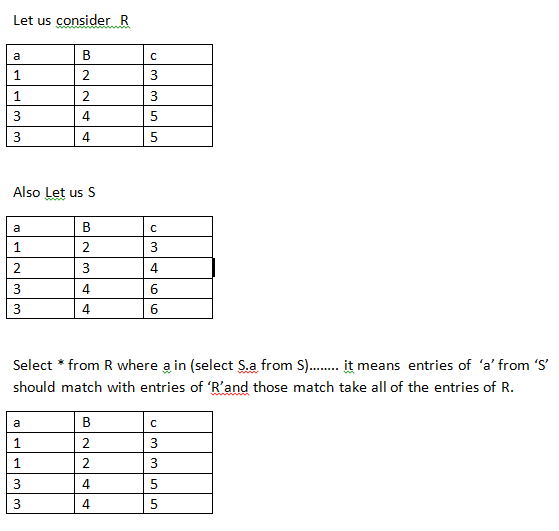 Let us consider R
a B c
1 2 3
1 2 3
3 4 5
3 4 5
Also Let us S
a B c
1 2 3
2 3 4
3 4 6
3 4 6
Select * from R where a in (select S.a from S)........ it means entries of 'a' from 'S'
should match with entries of 'R'and those match take all of the entries of R.
a B c
1 2 3
1 2 3
3 4 5
3 4 5